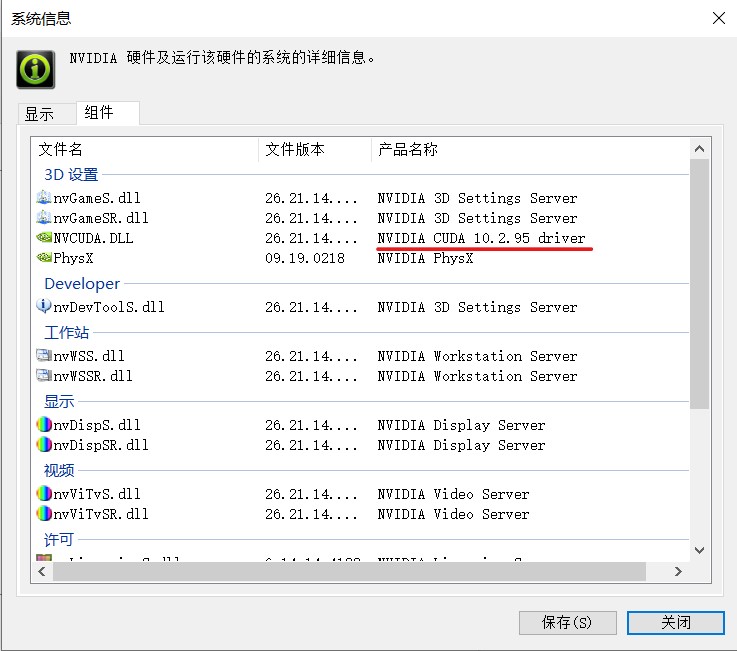 系统信息
NVIDIA 硬件及运行该硬件的系统的详细信息。
显示 组件
文件名 文件版本 产品名称
3D 设置
nvGameS.dll 26.21.14.... NVIDIA 3D Settings Server
nvGameSR.dll 26.21.14.... NVIDIA 3D Settings Server
NVCUDA.DLL 26.21.14.... NVIDIA CUDA 10.2.95 driver
PhysX 09.19.0218 NVIDIA PhysX
Developer
nvDevToolS.dll 26.21.14.... NVIDIA 3D Settings Server
工作站
nvWSS.dll 26.21.14.... NVIDIA Workstation Server
nvWSSR.dll 26.21.14.... NVIDIA Workstation Server
显示
nvDispS.dll 26.21.14.... NVIDIA Display Server
nvDispSR.dll 26.21.14.... NVIDIA Display Server
视频
nvViTvS.dll 26.21.14.... NVIDIA Video Server
nvViTvSR.dll 26.21.14.... NVIDIA Video Server
许可
保存(S) 关闭